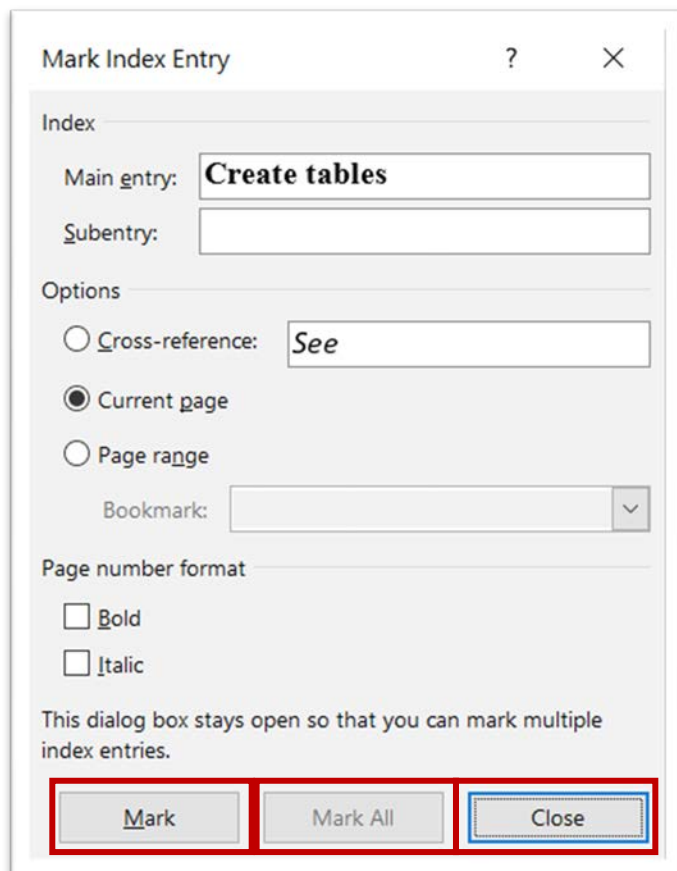 Mark Index Entry ?
Index
Main entry: Create tables
Subentry:
Options
Cross-reference: See
Current page
Page range
Bookmark:
Page number format
Bold
Italic
This dialog box stays open so that you can mark multiple
index entries.
Mark Mark All Close